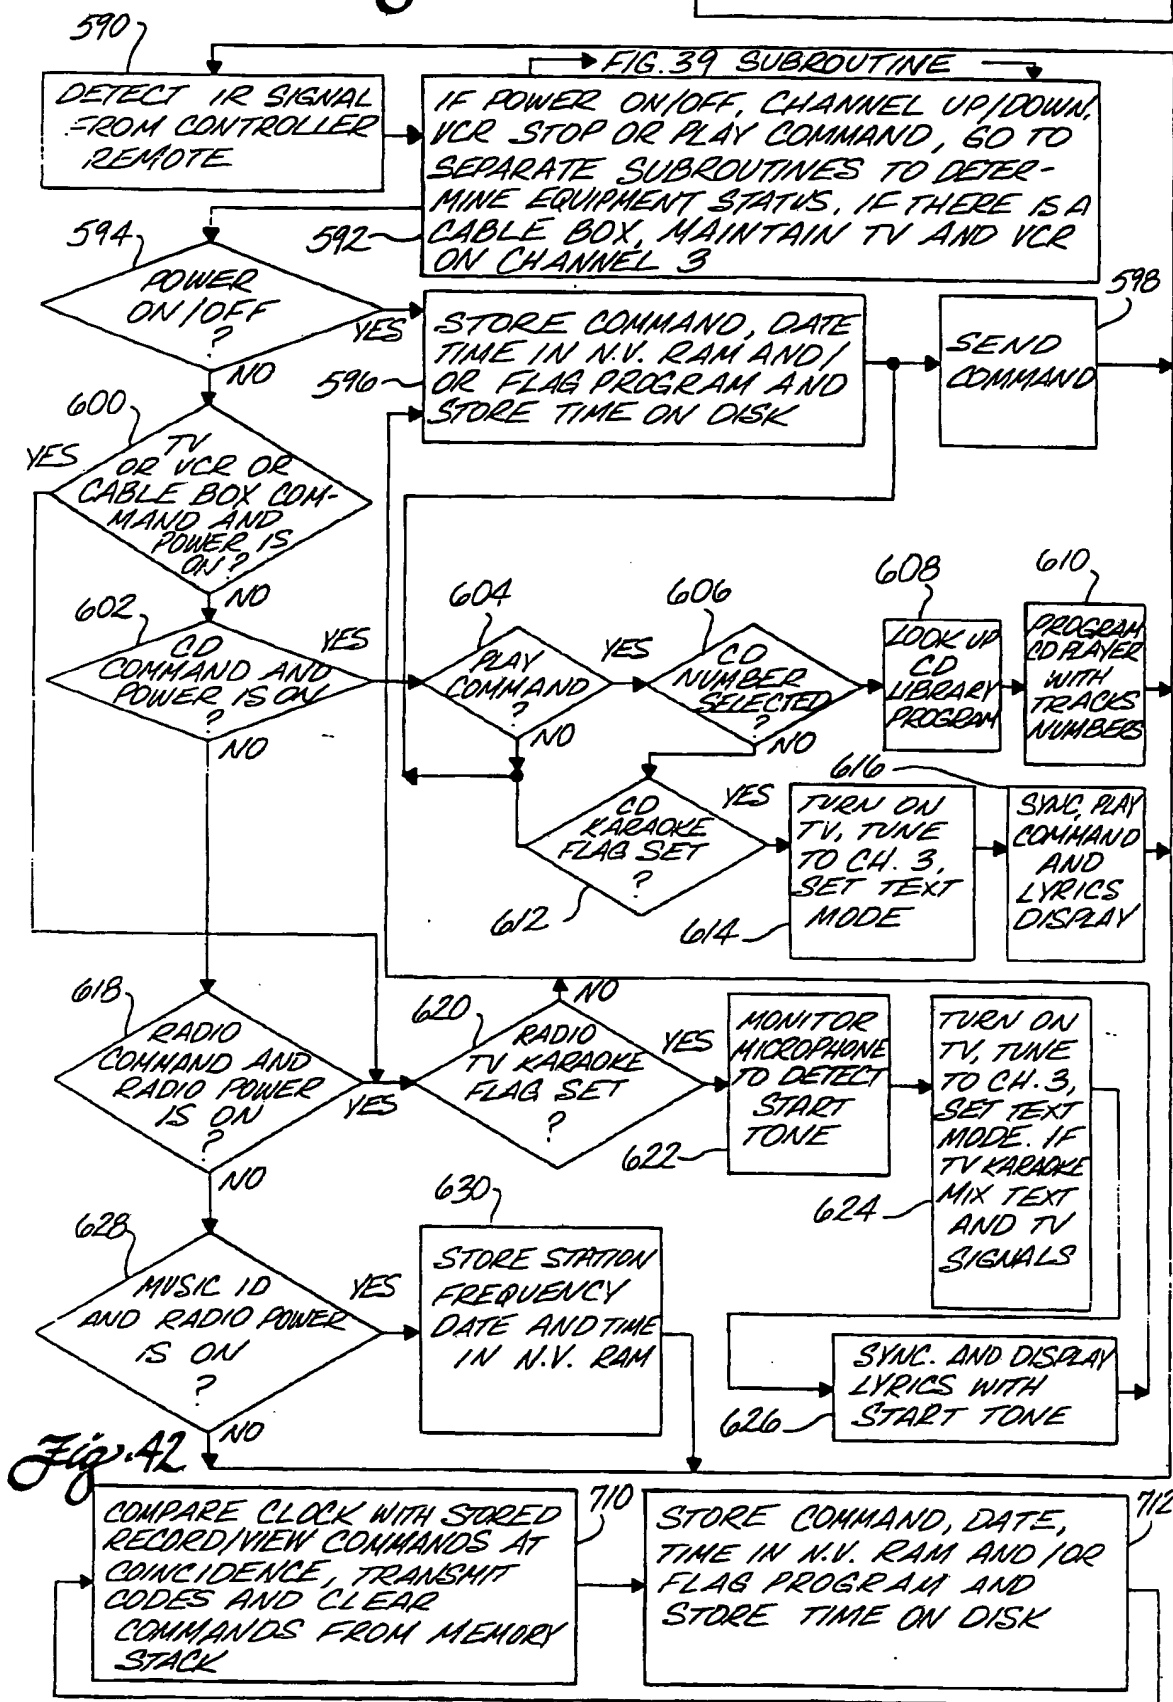 590
FIG. 39 SUBROUTINE
DETECT IR SIGNAL
FROM CONTROLLER
REMOTE
IF POWER ON/OFF, CHANNEL UP/DOWN,
VCR STOP OR PLAY COMMAND, GO TO
SEPARATE SUBROUTINES TO DETER-
MINE EQUIPMENT STATUS. IF THERE IS A
CABLE BOX, MAINTAIN TV AND VCR
ON CHANNEL 3
592
594
POWER
ON/OFF
?
YES
NO
STORE COMMAND, DATE
TIME IN N.V. RAM AND/
OR FLAG PROGRAM AND
STORE TIME ON DISK
596
598
SEND
COMMAND
600
YES
TV
OR VCR OR
CABLE BOX COM-
MAND AND
POWER IS
ON?
NO
602
CD
COMMAND AND
POWER IS ON
?
YES
NO
604
PLAY
COMMAND
?
YES
NO
606
CD
NUMBER
SELECTED
?
NO
608
LOOK UP
CD
LIBRARY
PROGRAM
610
PROGRAM
CD PLAYER
WITH
TRACKS
NUMBERS
CD
KARAOKE
FLAG SET
?
YES
612
TURN ON
TV, TUNE
TO CH. 3,
SET TEXT
MODE
614
616
SYNC, PLAY
COMMAND
AND
LYRICS
DISPLAY
618
RADIO
COMMAND AND
RADIO POWER
IS ON
?
YES
NO
620
NO
RADIO
TV KARAOKE
FLAG SET
?
YES
MONITOR
MICROPHONE
TO DETECT
START
TONE
622
TURN ON
TV, TUNE
TO CH. 3,
SET TEXT
MODE. IF
TV KARAOKE
MIX TEXT
AND TV
SIGNALS
624
SYNC. AND DISPLAY
LYRICS WITH
START TONE
626
628
MUSIC ID
AND RADIO POWER
IS ON
?
YES
NO
630
STORE STATION
FREQUENCY
DATE AND TIME
IN N.V. RAM
Fig. 42
COMPARE CLOCK WITH STORED
RECORD/VIEW COMMANDS AT
COINCIDENCE, TRANSMIT
CODES AND CLEAR
COMMANDS FROM MEMORY
STACK
710
STORE COMMAND, DATE,
TIME IN N.V. RAM AND/OR
FLAG PROGRAM AND
STORE TIME ON DISK
712